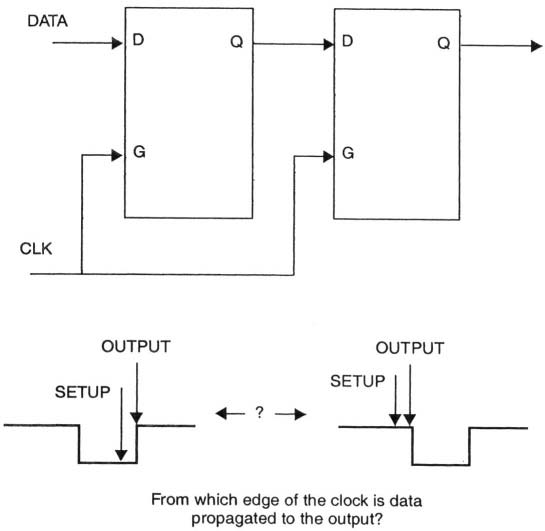 DATA
D Q D Q
G G
CLK
OUTPUT OUTPUT
SETUP SETUP
?
From which edge of the clock is data
propagated to the output?